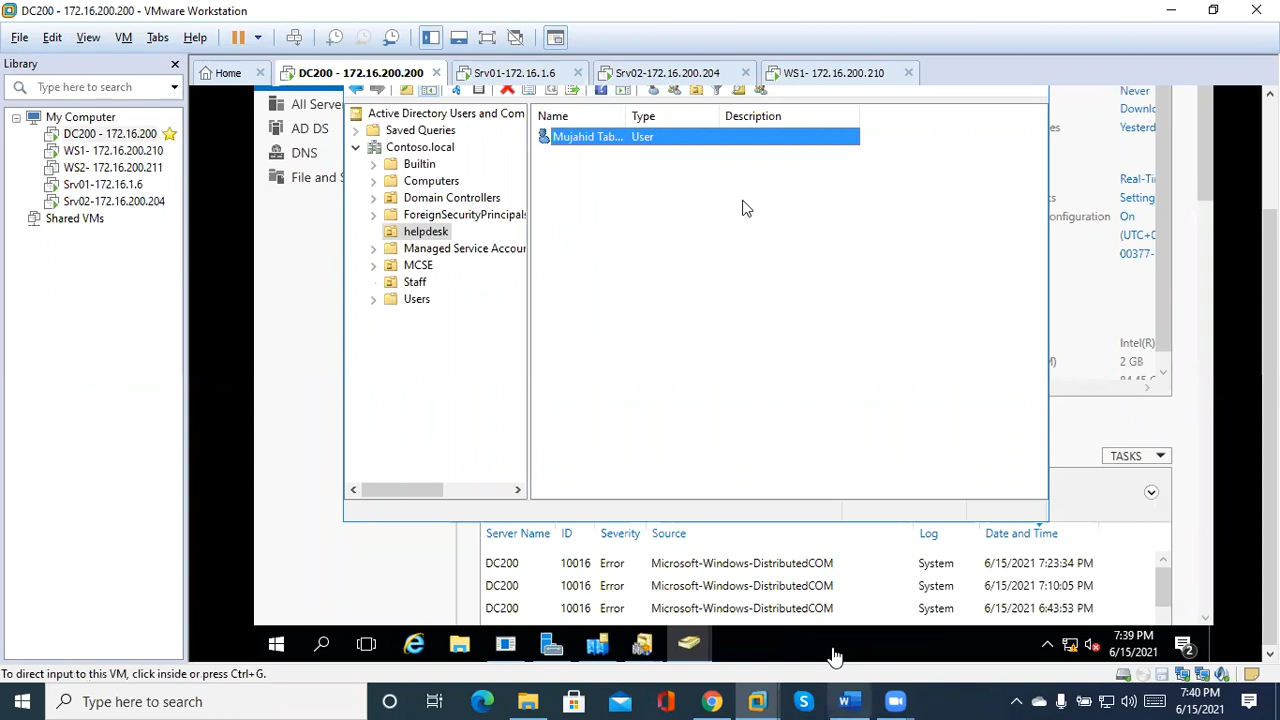 DC200 - 172.16.200.200 - VMware Workstation
File Edit View VM Tabs Help
Library
Type here to search
My Computer
DC200 - 172.16.200
WS1- 172.16.200.210
WS2- 172.16.200.211
Srv01-172.16.1.6
Srv02-172.16.200.204
Shared VMs
Home
DC200 - 172.16.200.200
Srv01-172.16.1.6
Srv02-172.16.200.204
WS1- 172.16.200.210
All Server
AD DS
DNS
File and S
Active Directory Users and Com
Saved Queries
Contoso.local
Builtin
Computers
Domain Controllers
ForeignSecurityPrincipals
helpdesk
Managed Service Accour
MCSE
Staff
Users
Name Type Description
Mujahid Tab... User
Never
Downlo
Yesterd
Real-Tir
Setting
On
(UTC+0
00377-
ts
onfiguration
Intel(R)
2 GB
TASKS
Server Name ID Severity Source Log Date and Time
DC200 10016 Error Microsoft-Windows-DistributedCOM System 6/15/2021 7:23:34 PM
DC200 10016 Error Microsoft-Windows-DistributedCOM System 6/15/2021 7:10:05 PM
DC200 10016 Error Microsoft-Windows-DistributedCOM System 6/15/2021 6:43:53 PM
7:39 PM
6/15/2021
2
To direct input to this VM, click inside or press Ctrl+G.
Type here to search
7:40 PM
6/15/2021